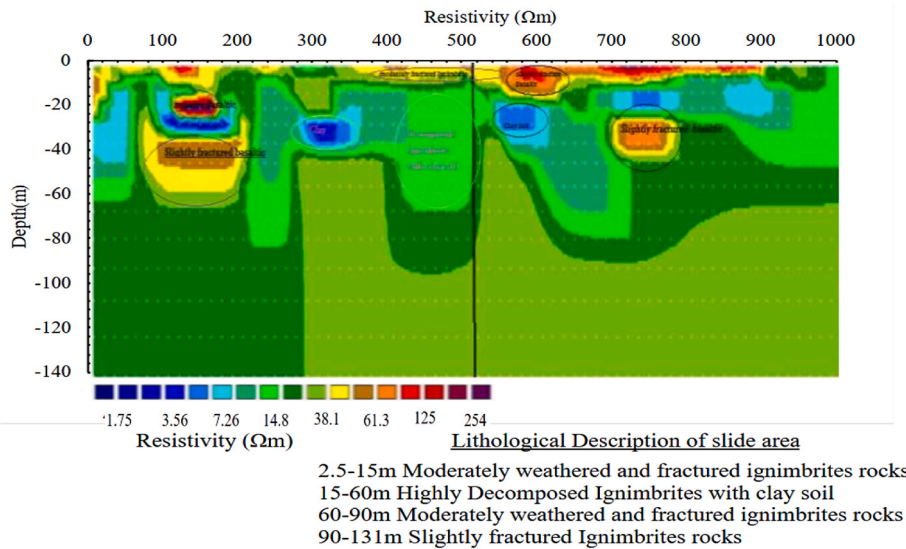 Resistivity (Ωm)
0 100 200 300 400 500 600 700 800 900 1000
0
-20
-40
-60
-80
-100
-120
-140
Depth(m)
Clay
Slightly fractured basaltic
Slightly fractured basaltic
1.75 3.56 7.26 14.8 38.1 61.3 125 254
Resistivity (Ωm)
Lithological Description of slide area
2.5-15m Moderately weathered and fractured ignimbrites rocks
15-60m Highly Decomposed Ignimbrites with clay soil
60-90m Moderately weathered and fractured ignimbrites rocks
90-131m Slightly fractured Ignimbrites rocks